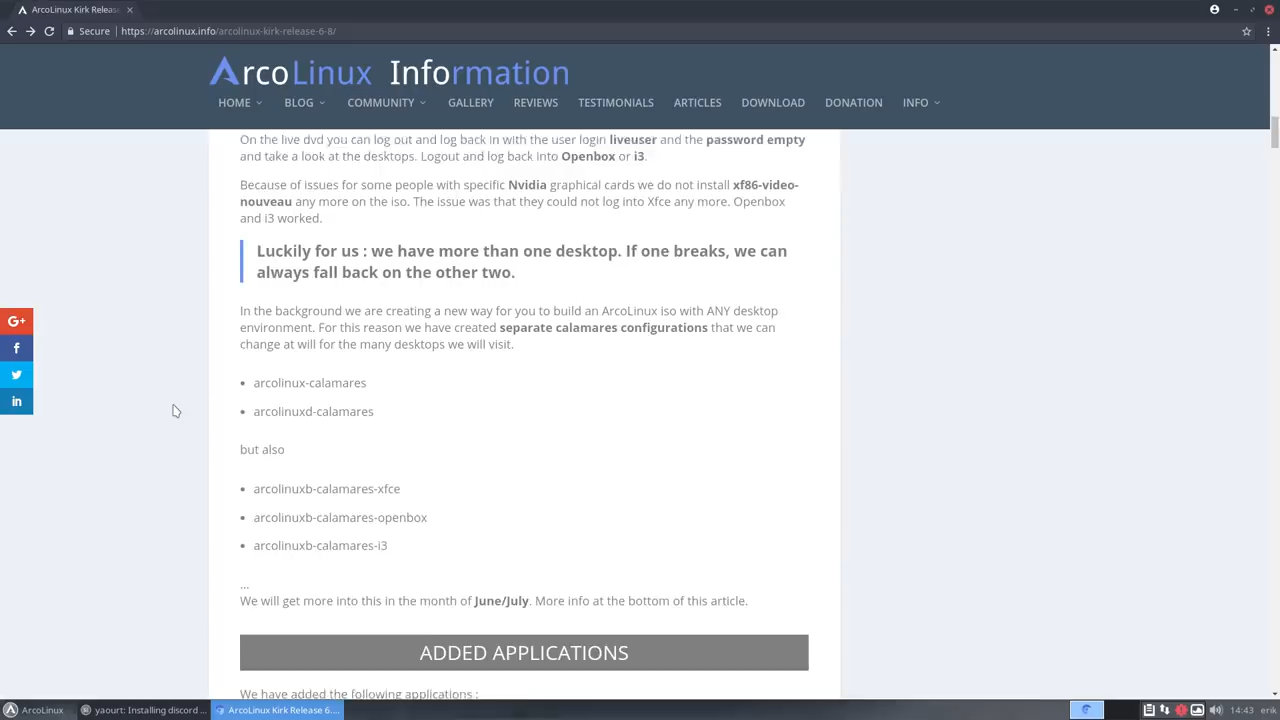 ArcoLinux Kirk Release
Secure
https://arcolinux.info/arcolinux-kirk-release-6-8/
ArcoLinux Information
HOME BLOG COMMUNITY GALLERY REVIEWS TESTIMONIALS ARTICLES DOWNLOAD DONATION INFO
On the live dvd you can log out and log back in with the user login liveuser and the password empty
and take a look at the desktops. Logout and log back into Openbox or i3.
Because of issues for some people with specific Nvidia graphical cards we do not install xf86-video-
nouveau any more on the iso. The issue was that they could not log into Xfce any more. Openbox
and i3 worked.
Luckily for us : we have more than one desktop. If one breaks, we can
always fall back on the other two.
In the background we are creating a new way for you to build an ArcoLinux iso with ANY desktop
environment. For this reason we have created separate calamares configurations that we can
change at will for the many desktops we will visit.
• arcolinux-calamares
• arcolinuxd-calamares
but also
• arcolinuxb-calamares-xfce
• arcolinuxb-calamares-openbox
• arcolinuxb-calamares-i3
...
We will get more into this in the month of June/July. More info at the bottom of this article.
ADDED APPLICATIONS
We have added the following applications :
G+
f
in
ArcoLinux
yaourt: Installing discord ...
ArcoLinux Kirk Release 6....
14:43
erik